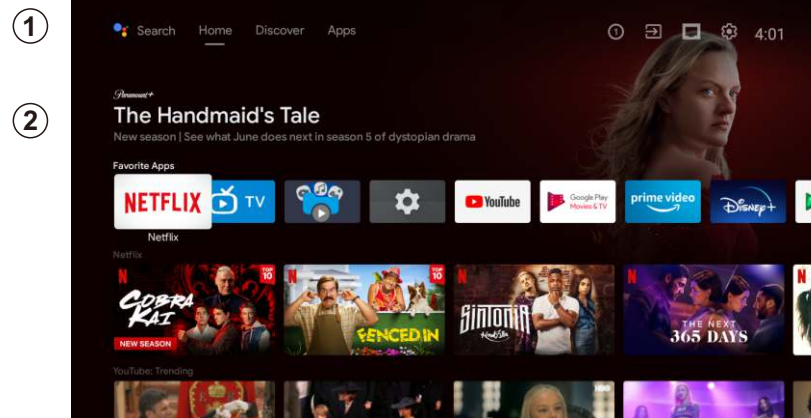 1
Search Home Discover Apps 1 4:01
2
Paramount+
The Handmaid's Tale
New season | See what June does next in season 5 of dystopian drama
Favorite Apps
NETFLIX TV YouTube Google Play Movies & TV prime video Disney+
Netflix
Netflix
N COBRA KAI TOP 10 NEW SEASON
N FENCED IN TOP 10
N SINTONIA
N THE NEXT 365 DAYS
N
YouTube: Trending
HBO